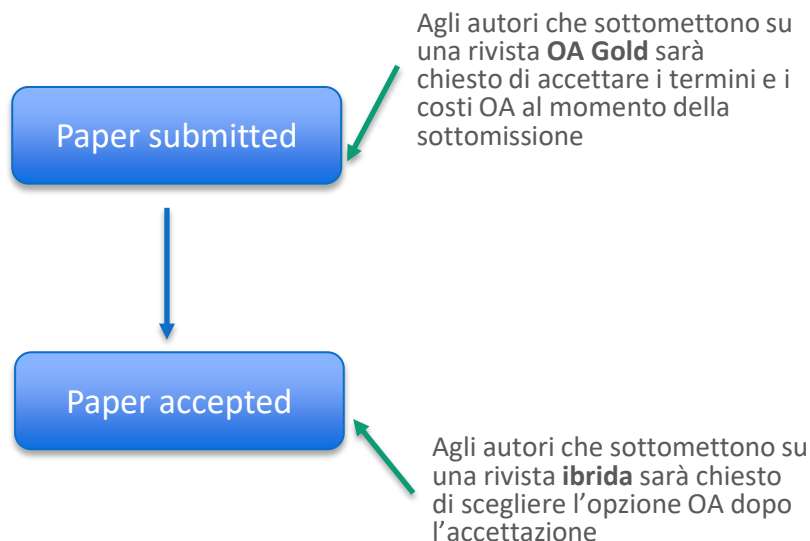 Agli autori che sottomettono su
una rivista OA Gold sarà
chiesto di accettare i termini e i
costi OA al momento della
sottomissione
Paper submitted
Paper accepted
Agli autori che sottomettono su
una rivista ibrida sarà chiesto
di scegliere l’opzione OA dopo
l’accettazione